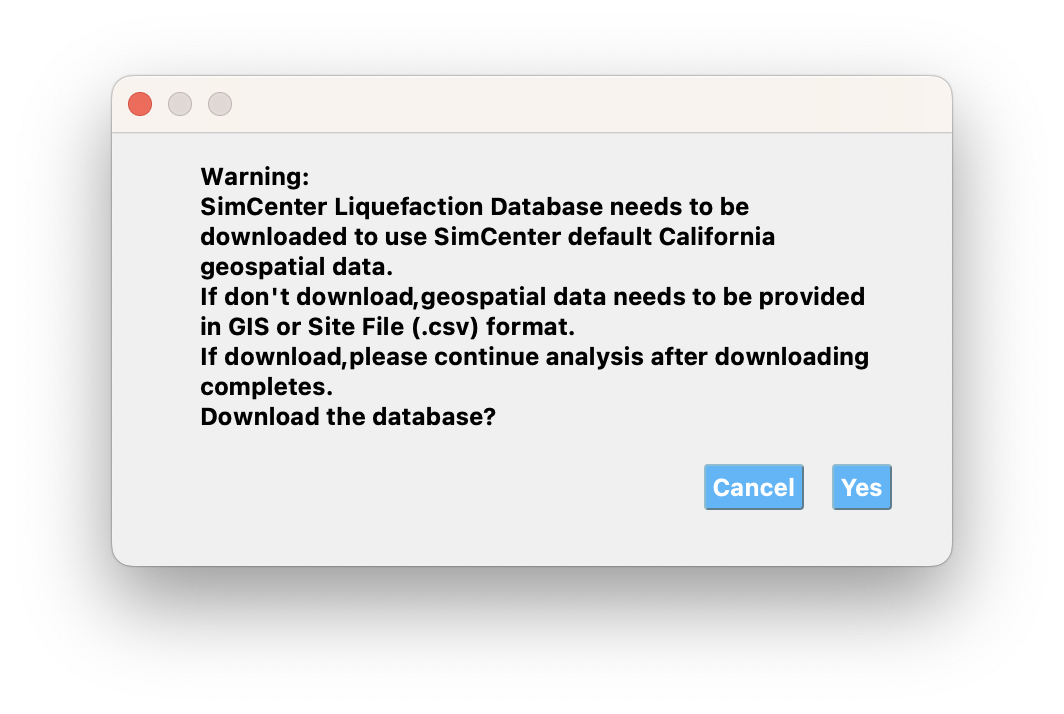 Warning:
SimCenter Liquefaction Database needs to be
downloaded to use SimCenter default California
geospatial data.
If don't download,geospatial data needs to be provided
in GIS or Site File (.csv) format.
If download,please continue analysis after downloading
completes.
Download the database?
Cancel Yes